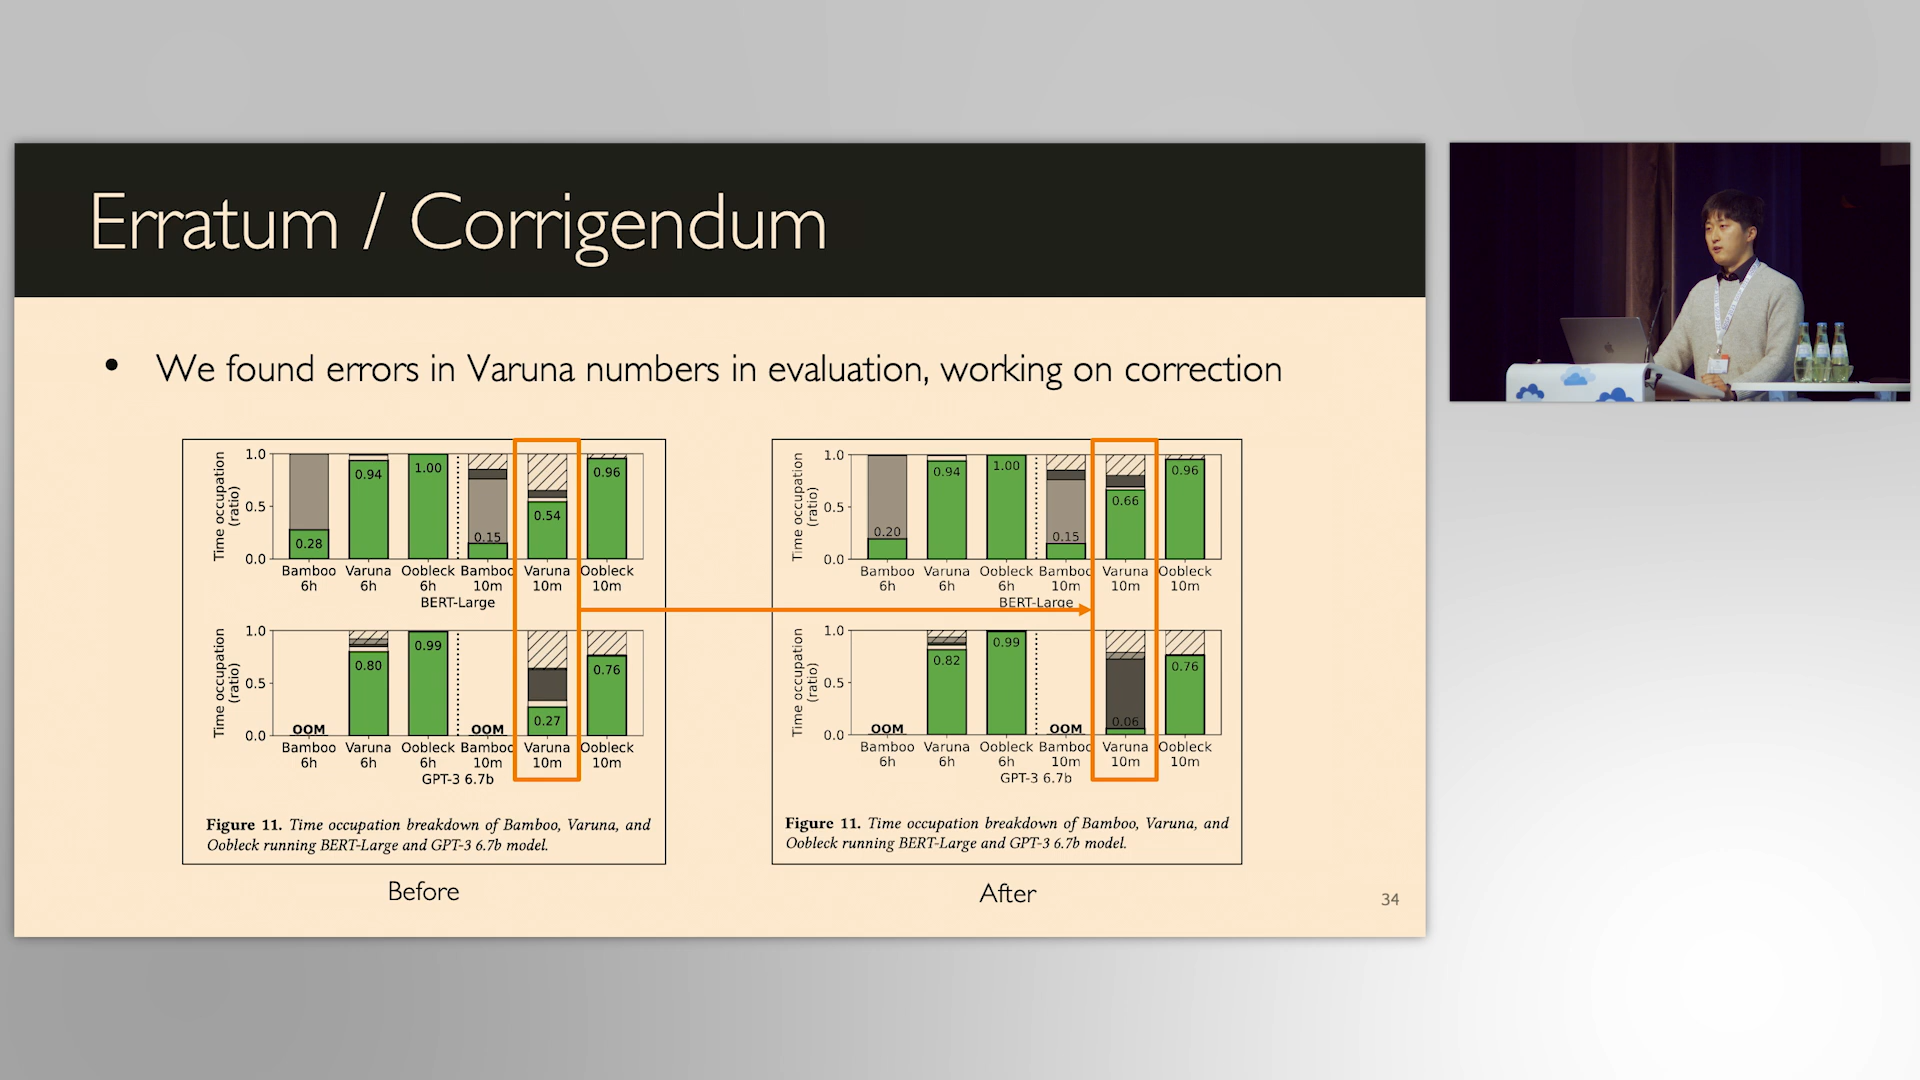 Erratum / Corrigendum
• We found errors in Varuna numbers in evaluation, working on correction
Time occupation
(ratio)
1.0
0.5
0.0
0.28
0.94
1.00
0.15
0.54
0.96
Bamboo Varuna Oobleck Bamboo Varuna Oobleck
6h 6h 6h 10m 10m 10m
BERT-Large
Time occupation
(ratio)
1.0
0.5
0.0
OOM
0.80
0.99
OOM
0.27
0.76
Bamboo Varuna Oobleck Bamboo Varuna Oobleck
6h 6h 6h 10m 10m 10m
GPT-3 6.7b
Figure 11. Time occupation breakdown of Bamboo, Varuna, and
Oobleck running BERT-Large and GPT-3 6.7b model.
Before
Time occupation
(ratio)
1.0
0.5
0.0
0.20
0.94
1.00
0.15
0.66
0.96
Bamboo Varuna Oobleck Bamboo Varuna Oobleck
6h 6h 6h 10m 10m 10m
BERT-Large
Time occupation
(ratio)
1.0
0.5
0.0
OOM
0.82
0.99
OOM
0.06
0.76
Bamboo Varuna Oobleck Bamboo Varuna Oobleck
6h 6h 6h 10m 10m 10m
GPT-3 6.7b
Figure 11. Time occupation breakdown of Bamboo, Varuna, and
Oobleck running BERT-Large and GPT-3 6.7b model.
After
34